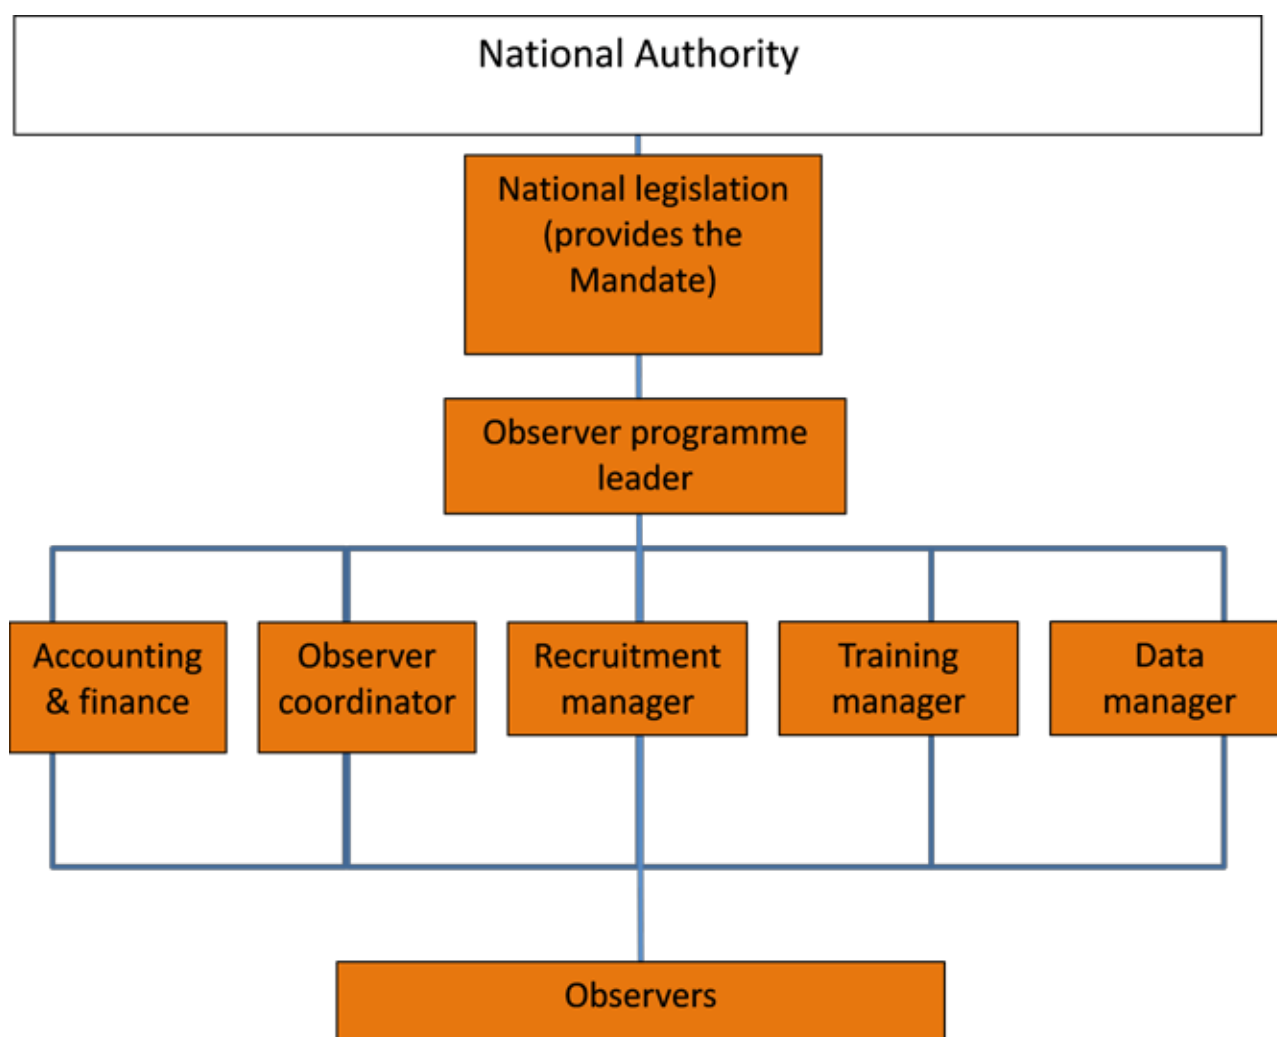 National Authority
National legislation
(provides the
Mandate)
Observer programme
leader
Accounting
& finance
Observer
coordinator
Recruitment
manager
Training
manager
Data
manager
Observers